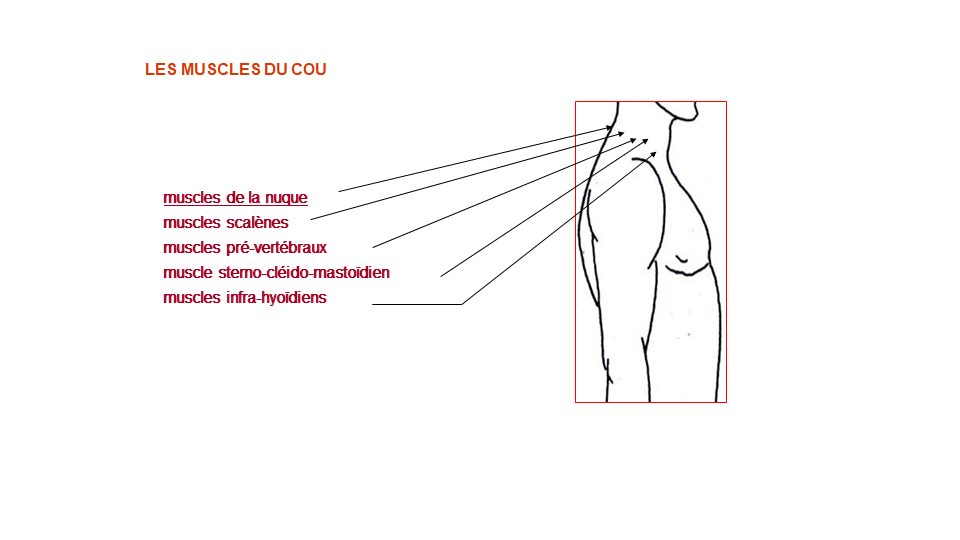 LES MUSCLES DU COU
muscles de la nuque
muscles scalènes
muscles pré-vertébraux
muscle sterno-cléido-mastoïdien
muscles infra-hyoïdiens